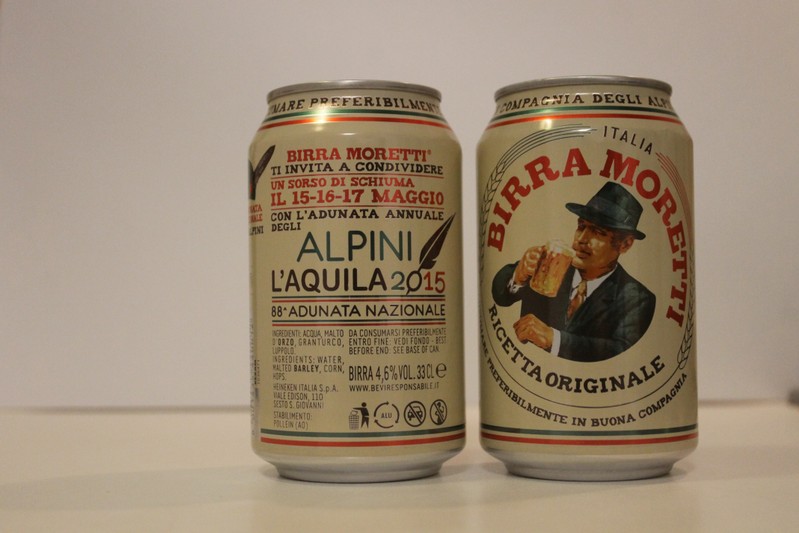 MARE PREFERIBILMENTE
BIRRA MORETTI®
TI INVITA A CONDIVIDERE
UN SORSO DI SCHIUMA
IL 15-16-17 MAGGIO
CON L'ADUNATA ANNUALE
DEGLI
ALPINI
L'AQUILA 2015
88ª ADUNATA NAZIONALE
INGREDIENTI: ACQUA, MALTO
D'ORZO, GRANTURCO,
LUPPOLO.
INGREDIENTS: WATER,
MALTED BARLEY, CORN,
HOPS.
HEINEKEN ITALIA S.p.A.
VIALE EDISON, 110
SESTO S. GIOVANNI
STABILIMENTO:
POLLEIN (AO)
DA CONSUMARSI PREFERIBILMENTE
ENTRO FINE: VEDI FONDO - BEST
BEFORE END: SEE BASE OF CAN.
BIRRA 4,6% VOL. 33 CL e
WWW.BEVIRESPONSABILE.IT
ALU
ALPINI
COMPAGNIA DEGLI ALPI
ITALIA
BIRRA MORETTI
RICETTA ORIGINALE
MARE PREFERIBILMENTE IN BUONA COMPAGNIA